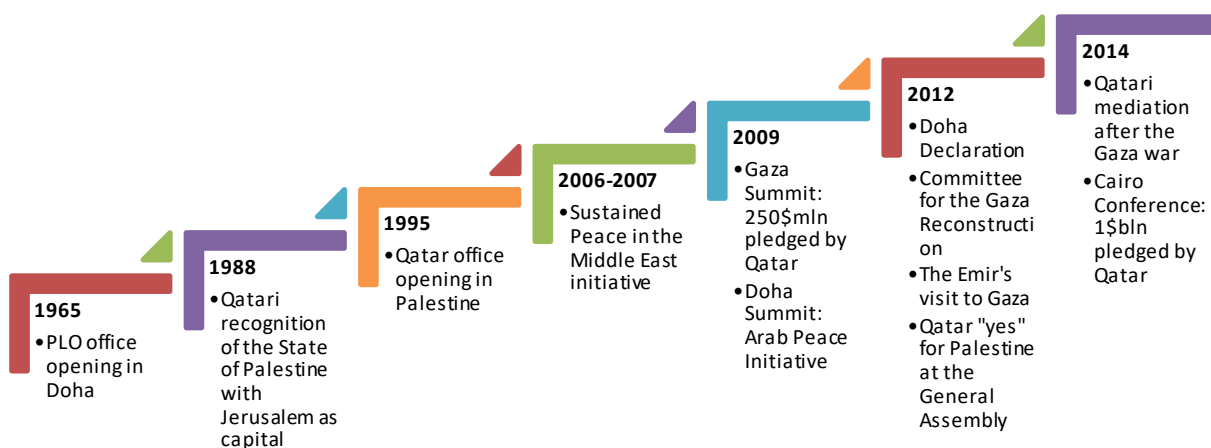 1965
•PLO office
opening in
Doha
1988
•Qatari
recognition
of the State
of Palestine
with
Jerusalem as
capital
1995
•Qatar office
opening in
Palestine
2006-2007
•Sustained
Peace in the
Middle East
initiative
2009
•Gaza
Summit:
250$mln
pledged by
Qatar
•Doha
Summit:
Arab Peace
Initiative
2012
•Doha
Declaration
•Committee
for the Gaza
Reconstructi
on
•The Emir's
visit to Gaza
•Qatar "yes"
for Palestine
at the
General
Assembly
2014
•Qatari
mediation
after the
Gaza war
•Cairo
Conference:
1$bln
pledged by
Qatar